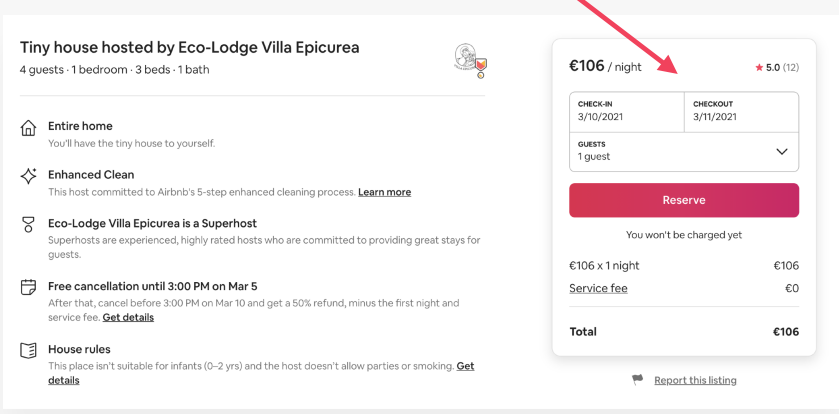 Tiny house hosted by Eco-Lodge Villa Epicurea
4 guests · 1 bedroom · 3 beds · 1 bath
Entire home
You'll have the tiny house to yourself.
Enhanced Clean
This host committed to Airbnb's 5-step enhanced cleaning process. Learn more
Eco-Lodge Villa Epicurea is a Superhost
Superhosts are experienced, highly rated hosts who are committed to providing great stays for
guests.
Free cancellation until 3:00 PM on Mar 5
After that, cancel before 3:00 PM on Mar 10 and get a 50% refund, minus the first night and
service fee. Get details
House rules
This place isn't suitable for infants (0–2 yrs) and the host doesn't allow parties or smoking. Get
details
€106 / night
5.0 (12)
CHECK-IN
3/10/2021
CHECKOUT
3/11/2021
GUESTS
1 guest
Reserve
You won't be charged yet
€106 x 1 night €106
Service fee €0
Total €106
Report this listing